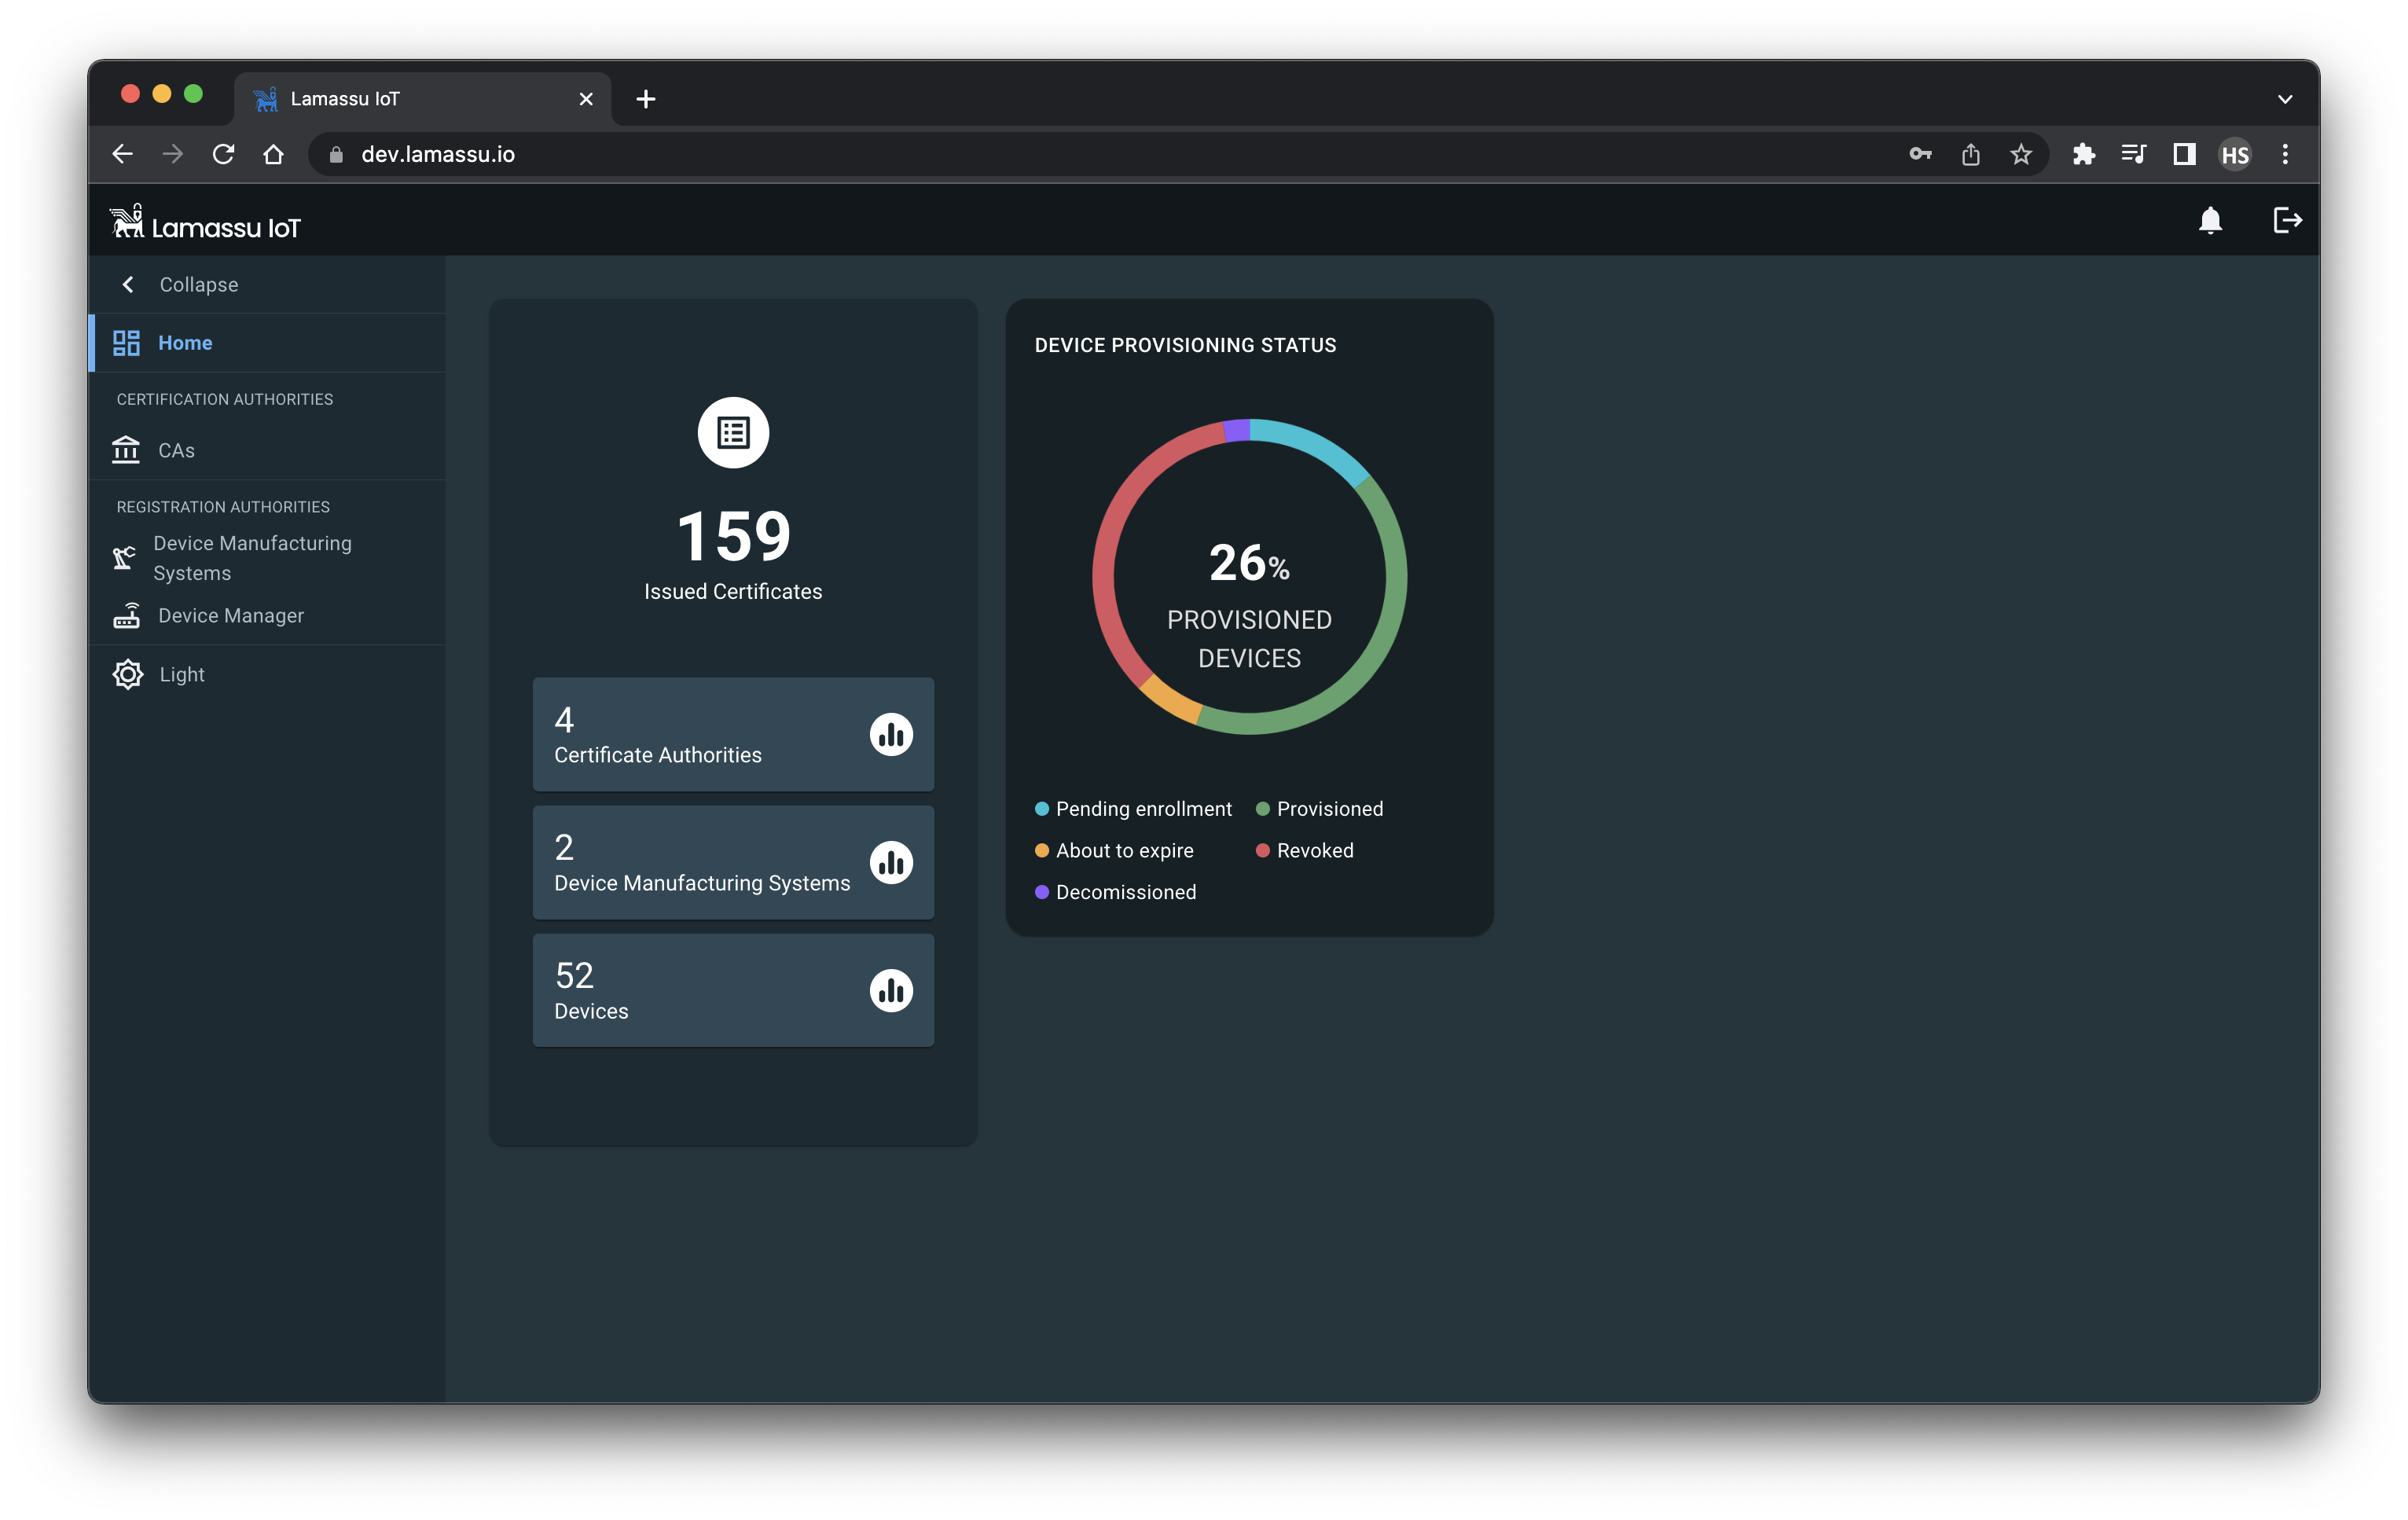 Lamassu IoT
dev.lamassu.io
HS
Lamassu IoT
Collapse
Home
CERTIFICATION AUTHORITIES
CAs
REGISTRATION AUTHORITIES
Device Manufacturing
Systems
Device Manager
Light
159
Issued Certificates
4
Certificate Authorities
2
Device Manufacturing Systems
52
Devices
DEVICE PROVISIONING STATUS
26%
PROVISIONED
DEVICES
Pending enrollment Provisioned
About to expire Revoked
Decomissioned